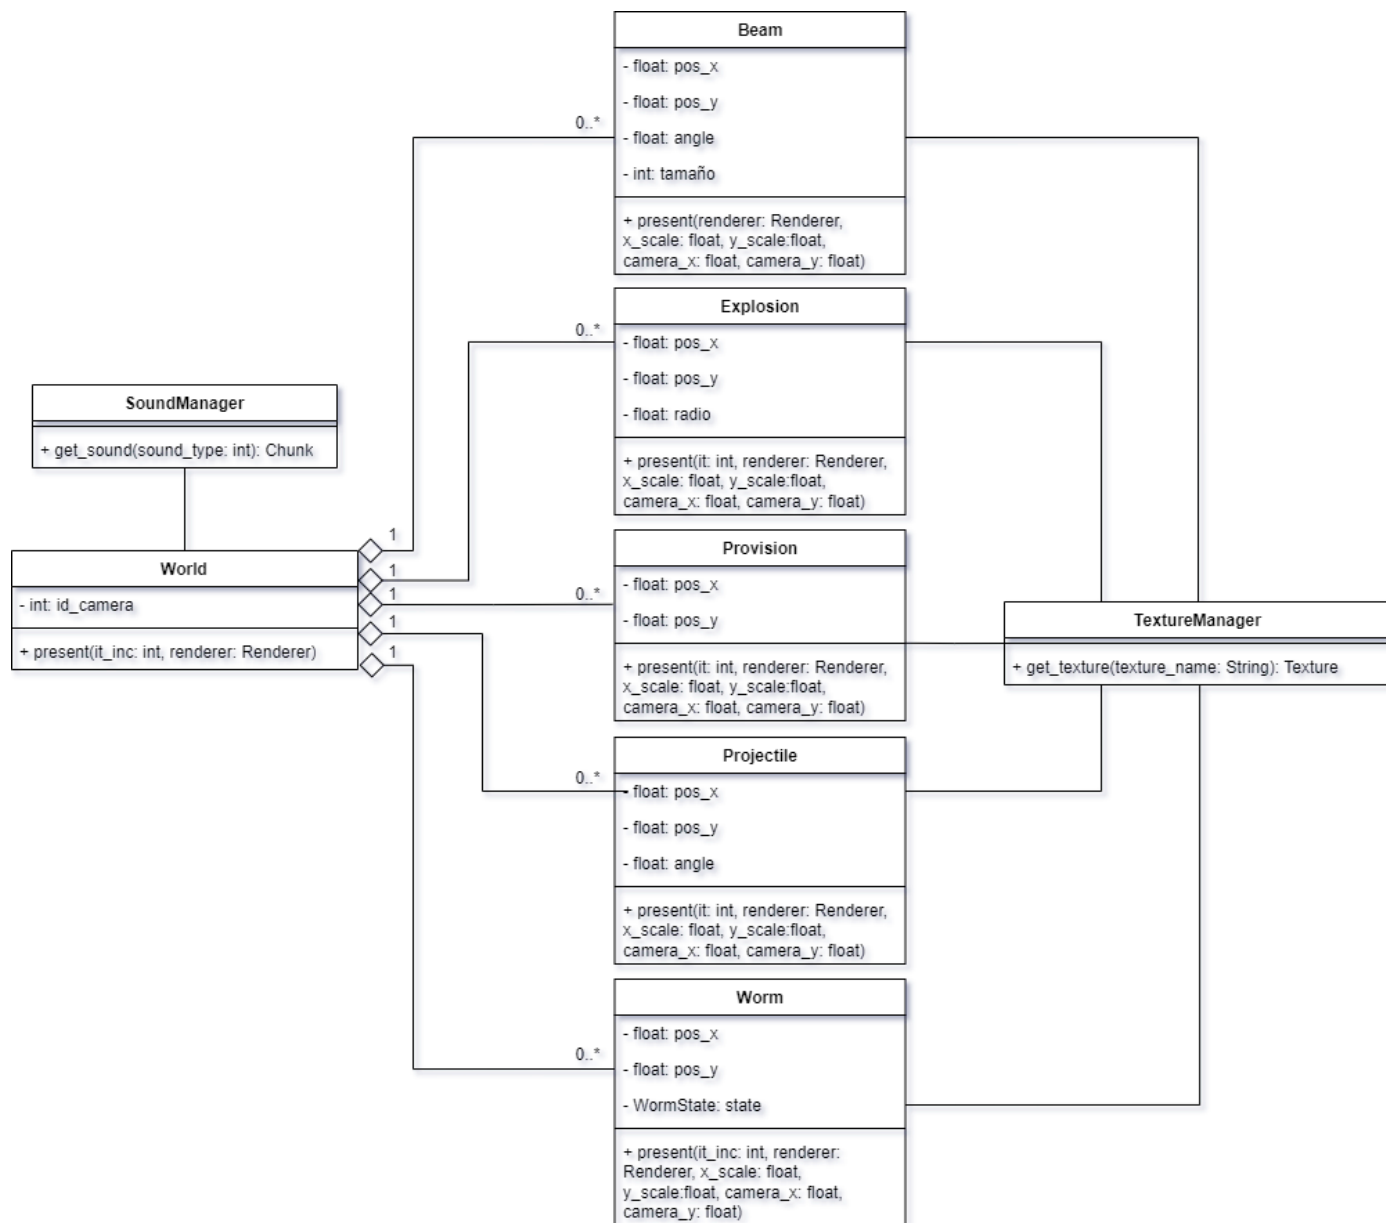 Beam
- float: pos_x
- float: pos_y
- float: angle
- int: tamaño
+ present(renderer: Renderer,
x_scale: float, y_scale:float,
camera_x: float, camera_y: float)
0..*
Explosion
- float: pos_x
- float: pos_y
- float: radio
+ present(it: int, renderer: Renderer,
x_scale: float, y_scale:float,
camera_x: float, camera_y: float)
0..*
SoundManager
+ get_sound(sound_type: int): Chunk
World
- int: id_camera
+ present(it_inc: int, renderer: Renderer)
1
1
1
1
1
Provision
- float: pos_x
- float: pos_y
+ present(it: int, renderer: Renderer,
x_scale: float, y_scale:float,
camera_x: float, camera_y: float)
0..*
TextureManager
+ get_texture(texture_name: String): Texture
Projectile
- float: pos_x
- float: pos_y
- float: angle
+ present(it: int, renderer: Renderer,
x_scale: float, y_scale:float,
camera_x: float, camera_y: float)
0..*
Worm
- float: pos_x
- float: pos_y
- WormState: state
+ present(it_inc: int, renderer:
Renderer, x_scale: float,
y_scale:float, camera_x: float,
camera_y: float)
0..*